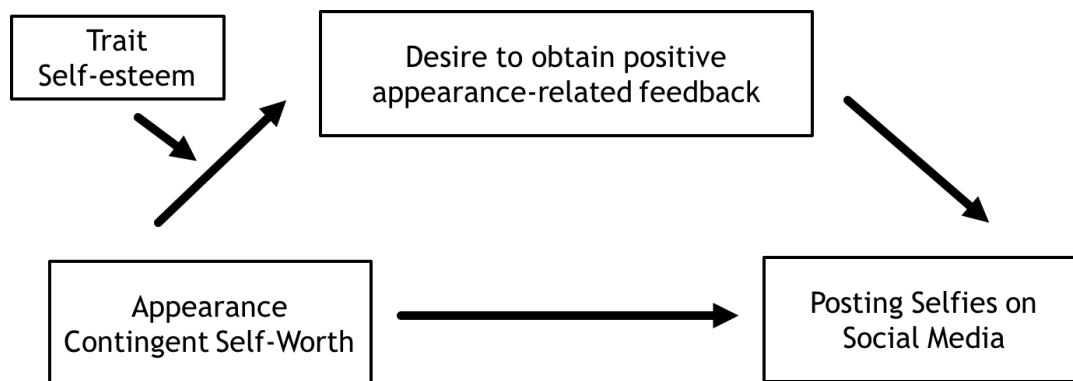 Trait
Self-esteem
Desire to obtain positive
appearance-related feedback
Appearance
Contingent Self-Worth
Posting Selfies on
Social Media